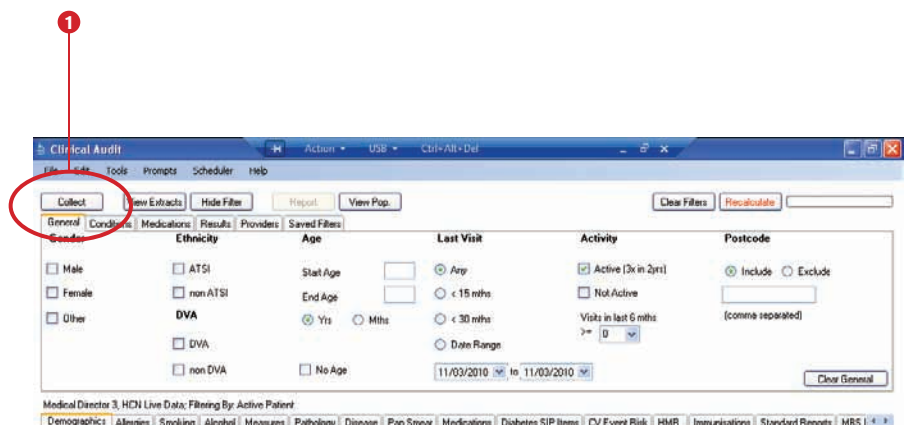 1
Clinical Audit Action USB Ctrl+Alt+Del
File Edit Tools Prompts Scheduler Help
Collect View Extracts Hide Filter Report View Pop. Clear Filters Recalculate
General Conditions Medications Results Providers Saved Filters
Gender Ethnicity Age Last Visit Activity Postcode
Male ATSI Start Age Any Active (3x in 2yrs) Include Exclude
Female non ATSI End Age < 15 mths Not Active
Other DVA Yrs Mths < 30 mths Visits in last 6 mths (comma separated)
>= 0
DVA Date Range
non DVA No Age 11/03/2010 to 11/03/2010 Clear General
Medical Director 3, HCN Live Data; Filtering By: Active Patient
Demographics Allergies Smoking Alcohol Measures Pathology Disease Pap Smear Medications Diabetes SIP Items CV Event Risk HMR Immunisations Standard Reports MBS